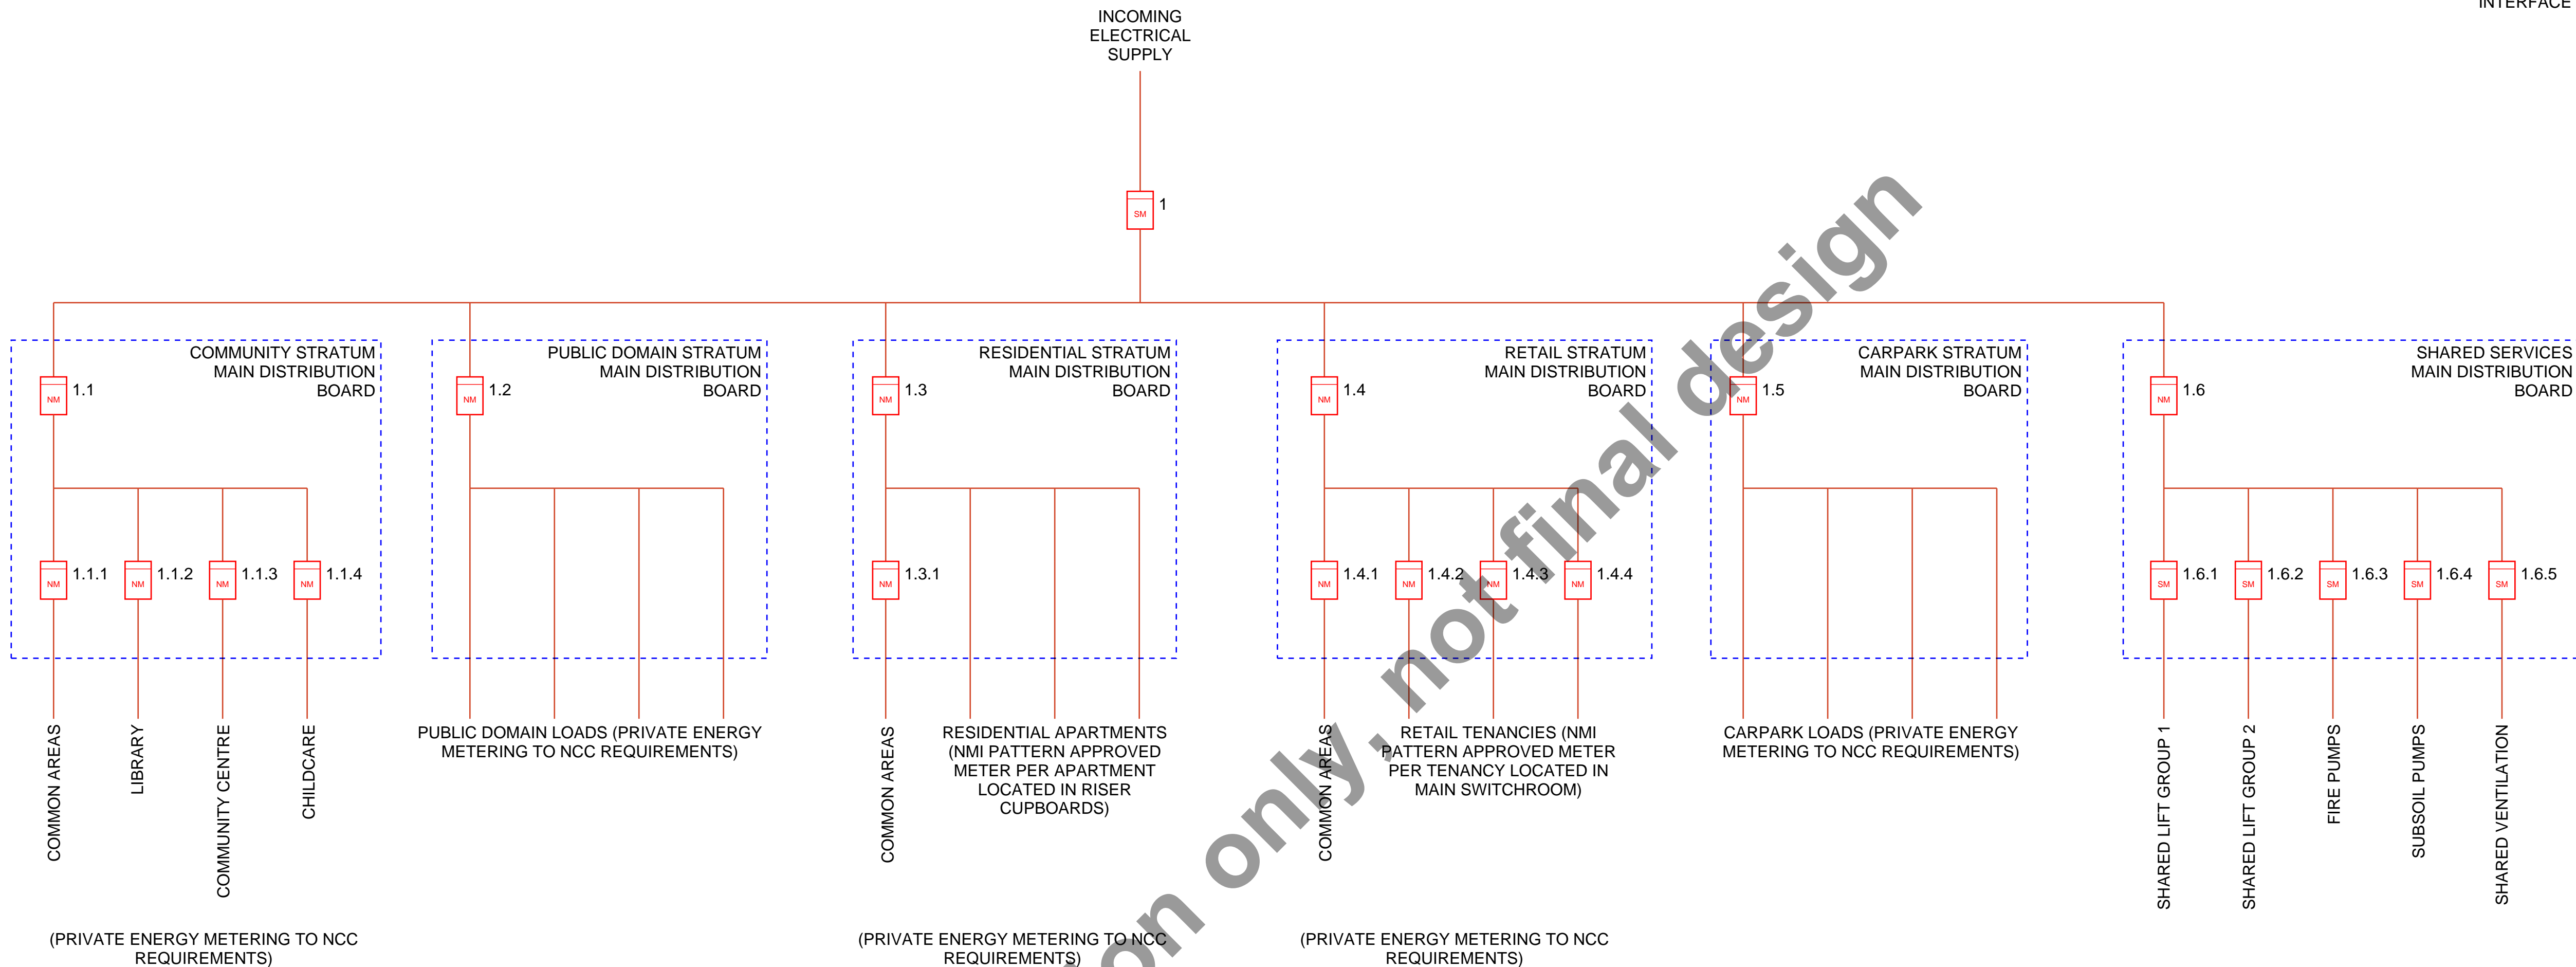 INTERFACE
INCOMING
ELECTRICAL
SUPPLY
SM
1
COMMUNITY STRATUM
MAIN DISTRIBUTION
BOARD
NM
1.1
NM
1.1.1
NM
1.1.2
NM
1.1.3
NM
1.1.4
COMMON AREAS
LIBRARY
COMMUNITY CENTRE
CHILDCARE
(PRIVATE ENERGY METERING TO NCC
REQUIREMENTS)
PUBLIC DOMAIN STRATUM
MAIN DISTRIBUTION
BOARD
NM
1.2
PUBLIC DOMAIN LOADS (PRIVATE ENERGY
METERING TO NCC REQUIREMENTS)
RESIDENTIAL STRATUM
MAIN DISTRIBUTION
BOARD
NM
1.3
NM
1.3.1
COMMON AREAS
RESIDENTIAL APARTMENTS
(NMI PATTERN APPROVED
METER PER APARTMENT
LOCATED IN RISER
CUPBOARDS)
(PRIVATE ENERGY METERING TO NCC
REQUIREMENTS)
RETAIL STRATUM
MAIN DISTRIBUTION
BOARD
NM
1.4
NM
1.4.1
NM
1.4.2
NM
1.4.3
NM
1.4.4
COMMON AREAS
RETAIL TENANCIES (NMI
PATTERN APPROVED METER
PER TENANCY LOCATED IN
MAIN SWITCHROOM)
(PRIVATE ENERGY METERING TO NCC
REQUIREMENTS)
CARPARK STRATUM
MAIN DISTRIBUTION
BOARD
NM
1.5
CARPARK LOADS (PRIVATE ENERGY
METERING TO NCC REQUIREMENTS)
SHARED SERVICES
MAIN DISTRIBUTION
BOARD
NM
1.6
SM
1.6.1
SM
1.6.2
SM
1.6.3
SM
1.6.4
SM
1.6.5
SHARED LIFT GROUP 1
SHARED LIFT GROUP 2
FIRE PUMPS
SUBSOIL PUMPS
SHARED VENTILATION
on only, not final design